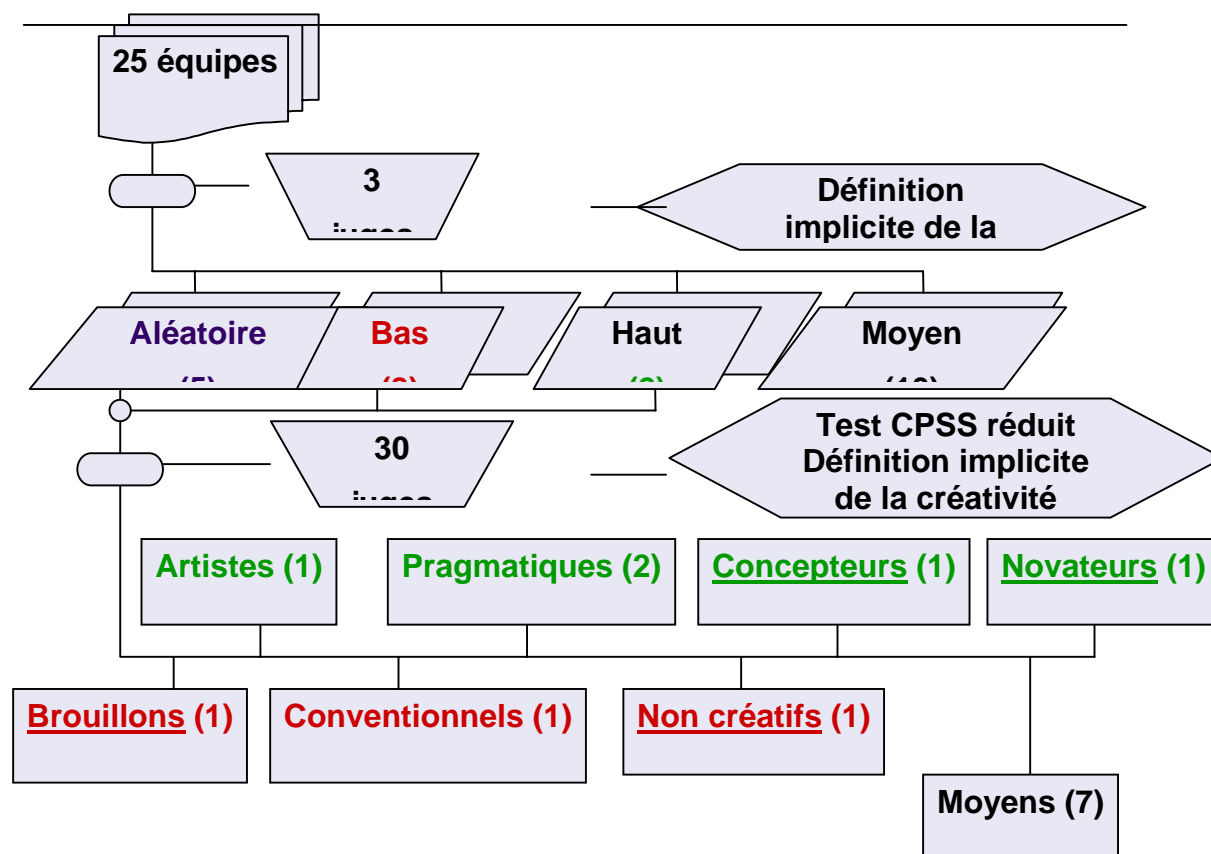 25 équipes
3
Définition
implicite de la
Aléatoire
Bas
Haut
Moyen
30
Test CPSS réduit
Définition implicite
de la créativité
Artistes (1)
Pragmatiques (2)
Concepteurs (1)
Novateurs (1)
Brouillons (1)
Conventionnels (1)
Non créatifs (1)
Moyens (7)